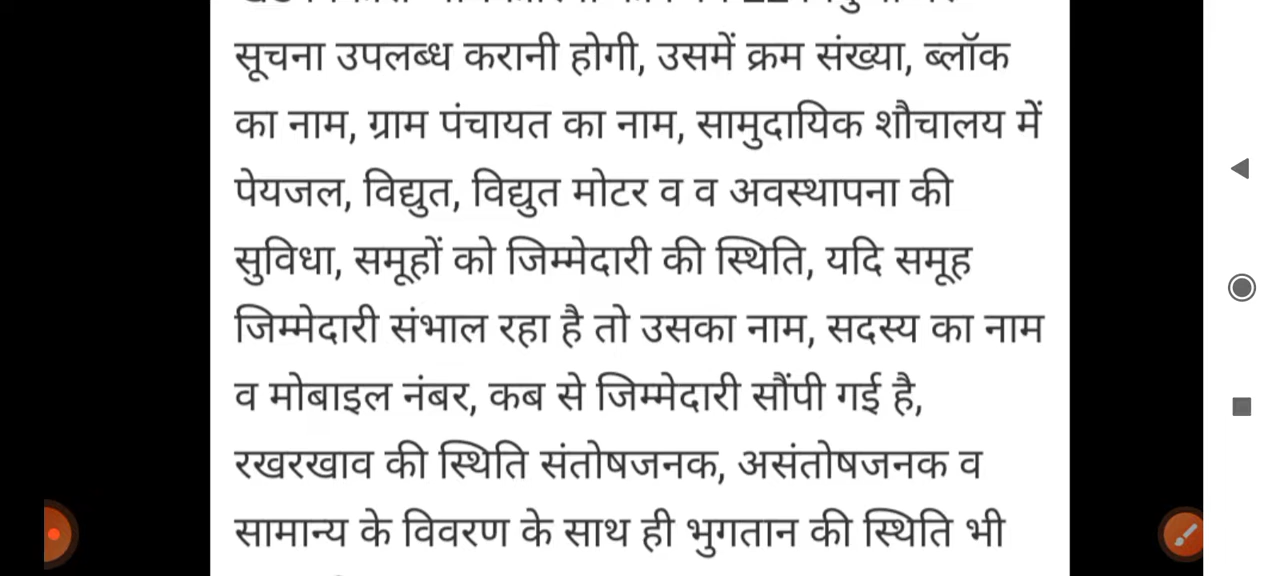 सूचना उपलब्ध करानी होगी, उसमें क्रम संख्या, ब्लॉक
का नाम, ग्राम पंचायत का नाम, सामुदायिक शौचालय में
पेयजल, विद्युत, विद्युत मोटर व व अवस्थापना की
सुविधा, समूहों को जिम्मेदारी की स्थिति, यदि समूह
जिम्मेदारी संभाल रहा है तो उसका नाम, सदस्य का नाम
व मोबाइल नंबर, कब से जिम्मेदारी सौंपी गई है,
रखरखाव की स्थिति संतोषजनक, असंतोषजनक व
सामान्य के विवरण के साथ ही भुगतान की स्थिति भी